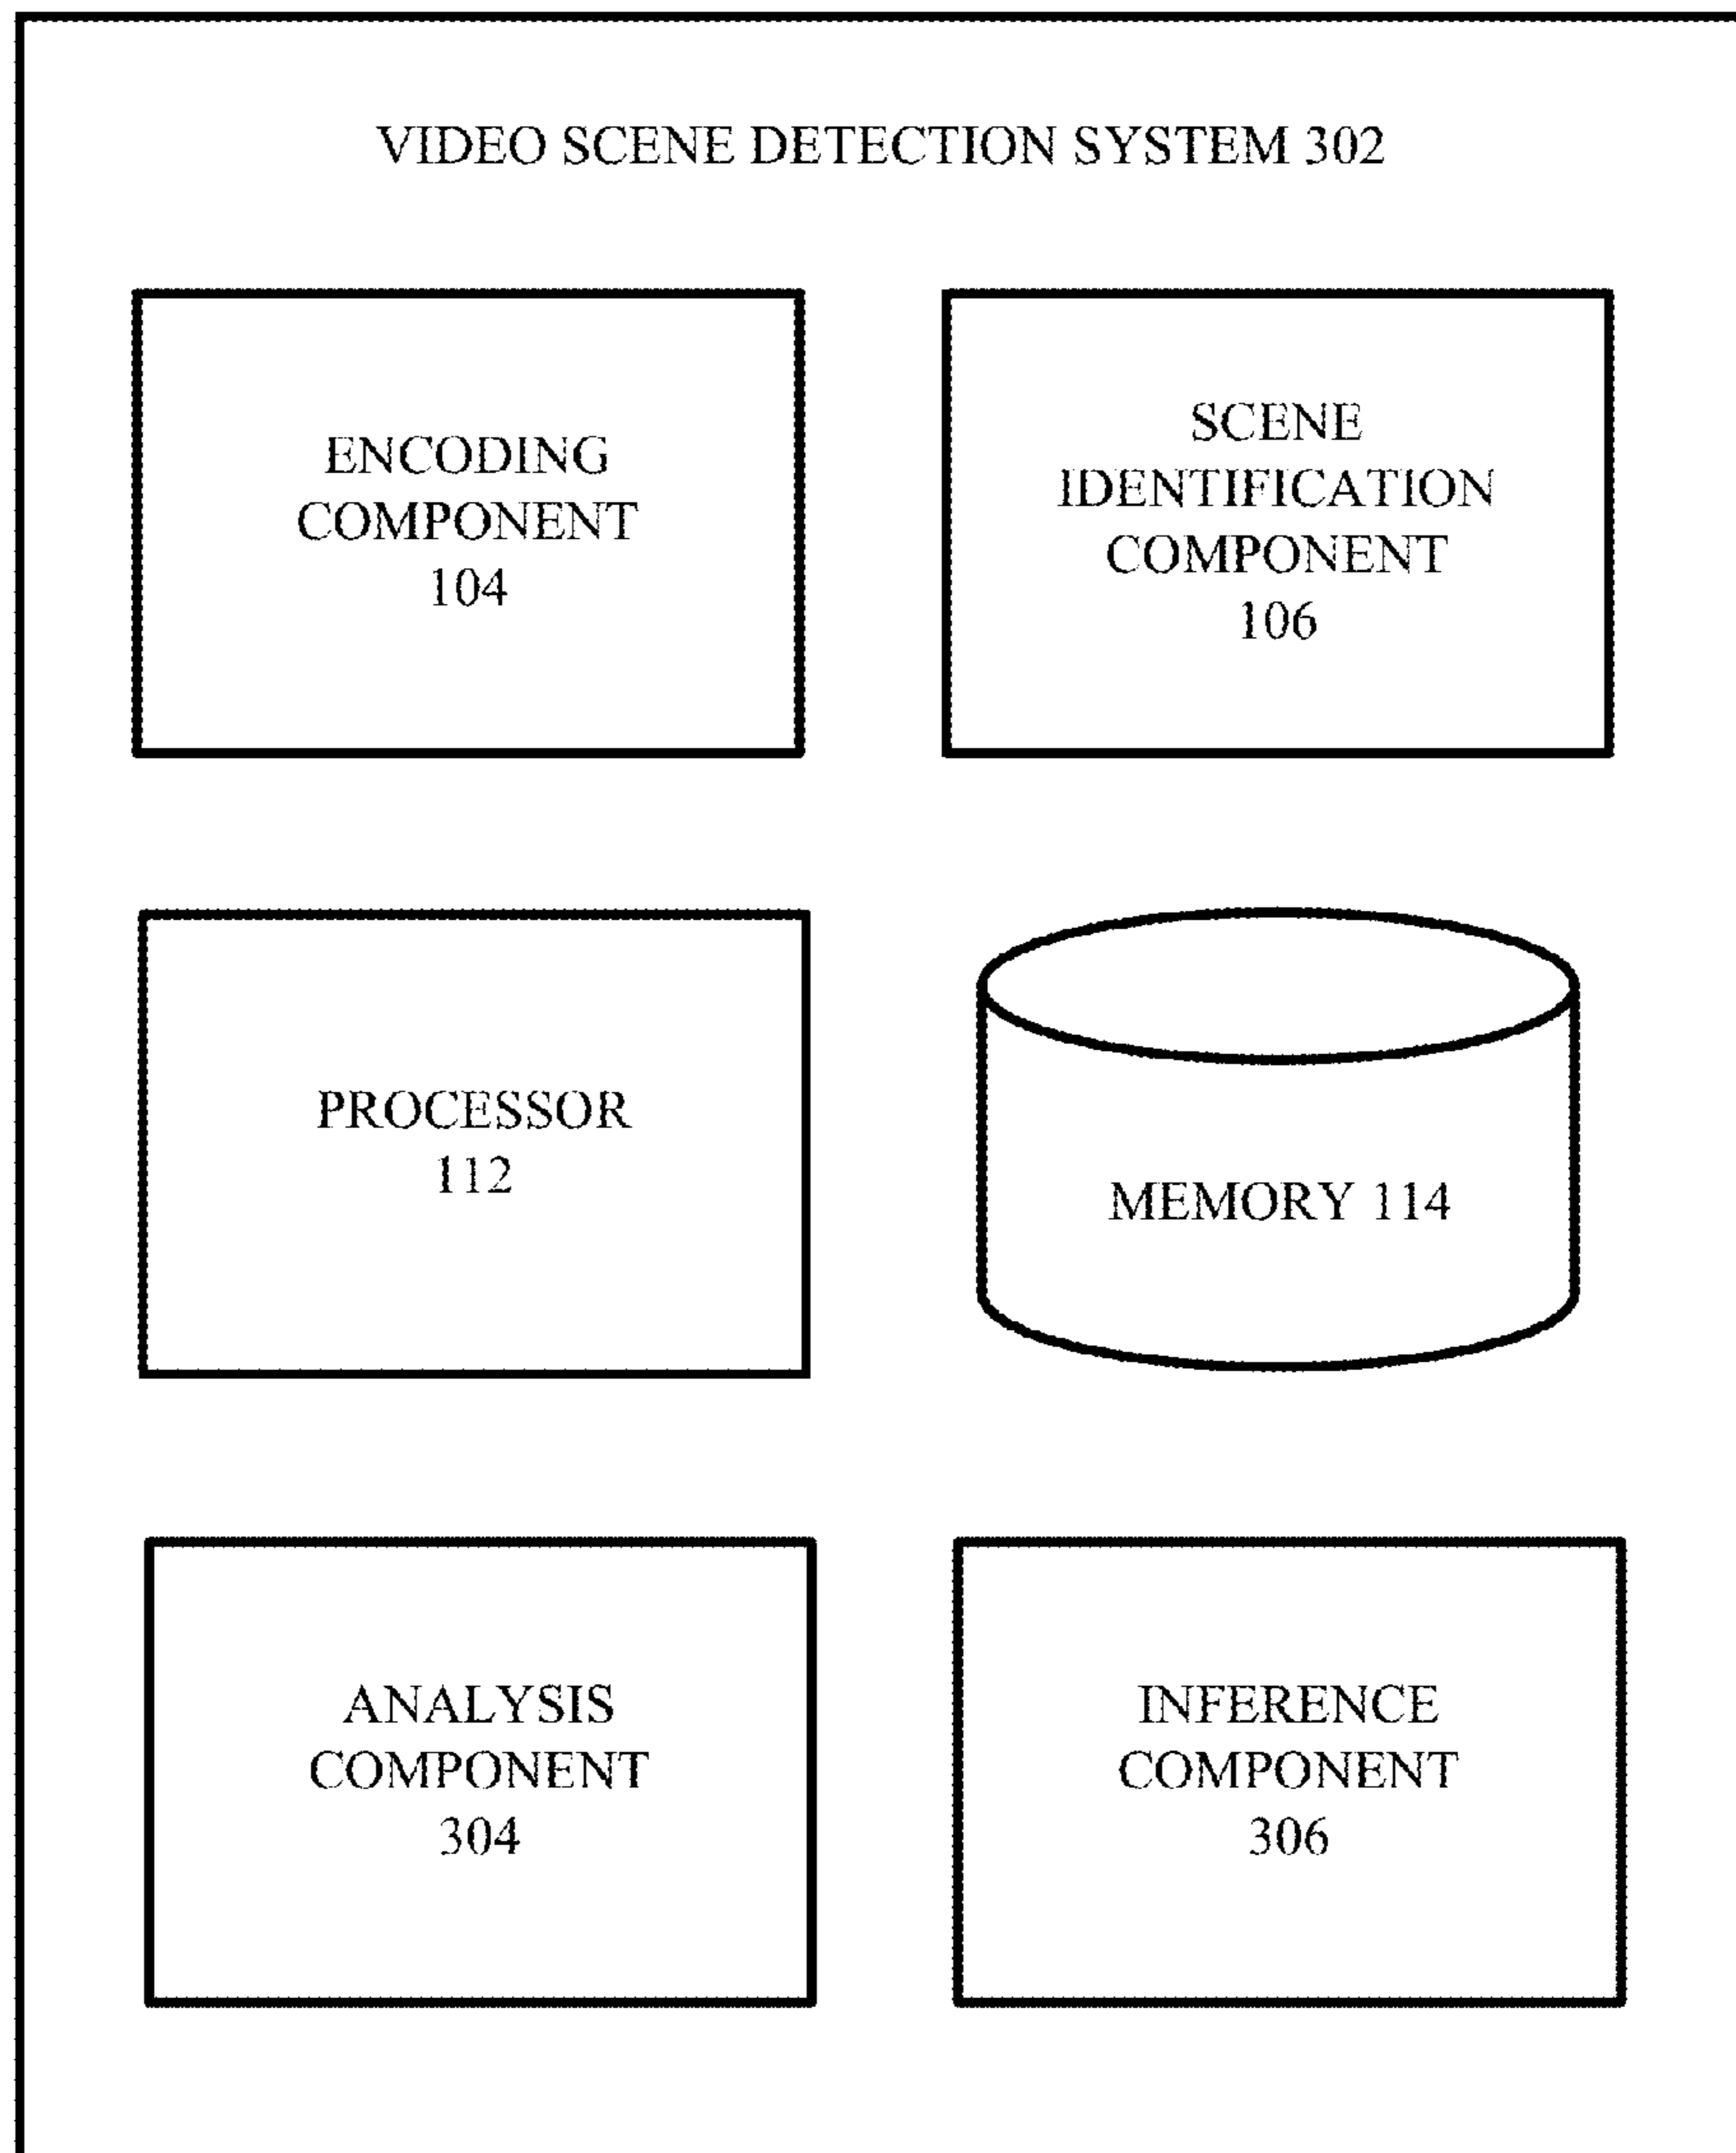 VIDEO SCENE DETECTION SYSTEM 302
ENCODING
COMPONENT
104
SCENE
IDENTIFICATION
COMPONENT
106
PROCESSOR
112
MEMORY 114
ANALYSIS
COMPONENT
304
INFERENCE
COMPONENT
306